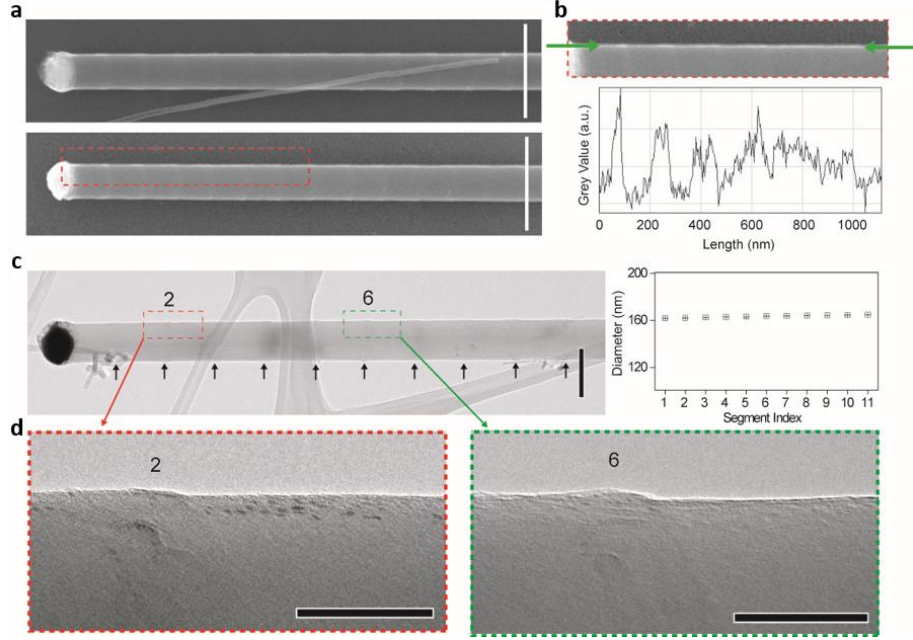 a
b
Grey Value (a.u.)
0 200 400 600 800 1000
Length (nm)
c
2
6
Diameter (nm)
200
160
120
1 2 3 4 5 6 7 8 9 10 11
Segment Index
d
2
6